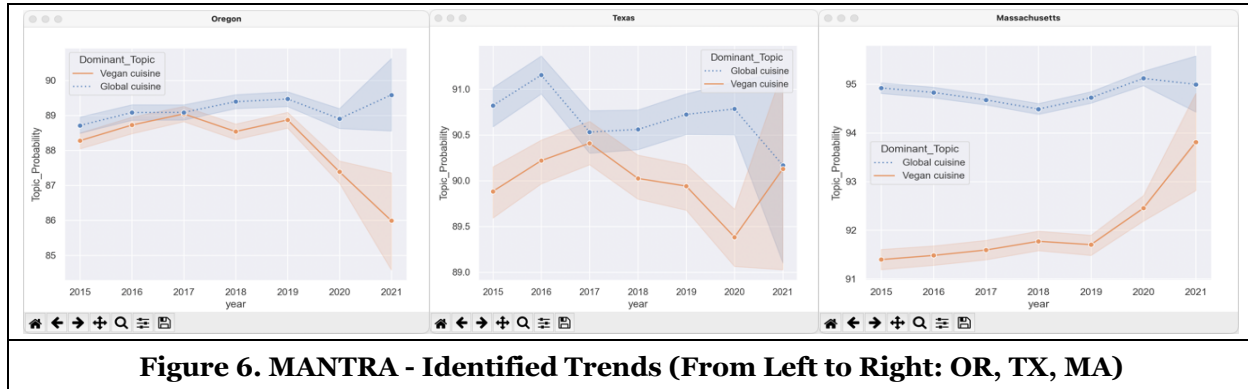 Oregon
Dominant_Topic
Vegan cuisine
Global cuisine
Topic_Probability
90
89
88
87
86
85
2015 2016 2017 2018 2019 2020 2021
year
Texas
Dominant_Topic
Global cuisine
Vegan cuisine
Topic_Probability
91.0
90.5
90.0
89.5
89.0
2015 2016 2017 2018 2019 2020 2021
year
Massachusetts
Dominant_Topic
Global cuisine
Vegan cuisine
Topic_Probability
95
94
93
92
91
2015 2016 2017 2018 2019 2020 2021
year
Figure 6. MANTRA - Identified Trends (From Left to Right: OR, TX, MA)